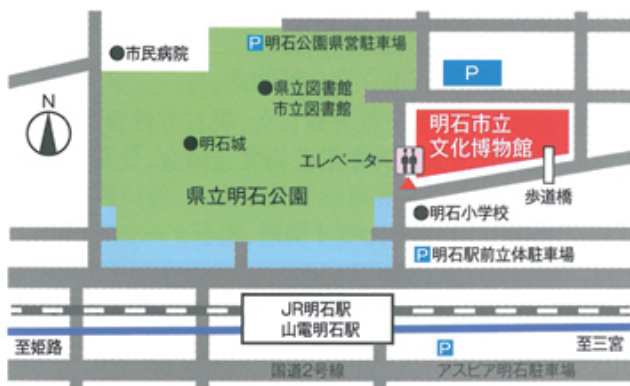 P 明石公園県営駐車場
●市民病院
P
●県立図書館
市立図書館
N
明石市立
文化博物館
●明石城
エレベーター
県立明石公園
歩道橋
●明石小学校
P 明石駅前立体駐車場
JR明石駅
山電明石駅
至姫路
至三宮
P
国道2号線
アスピア明石駐車場